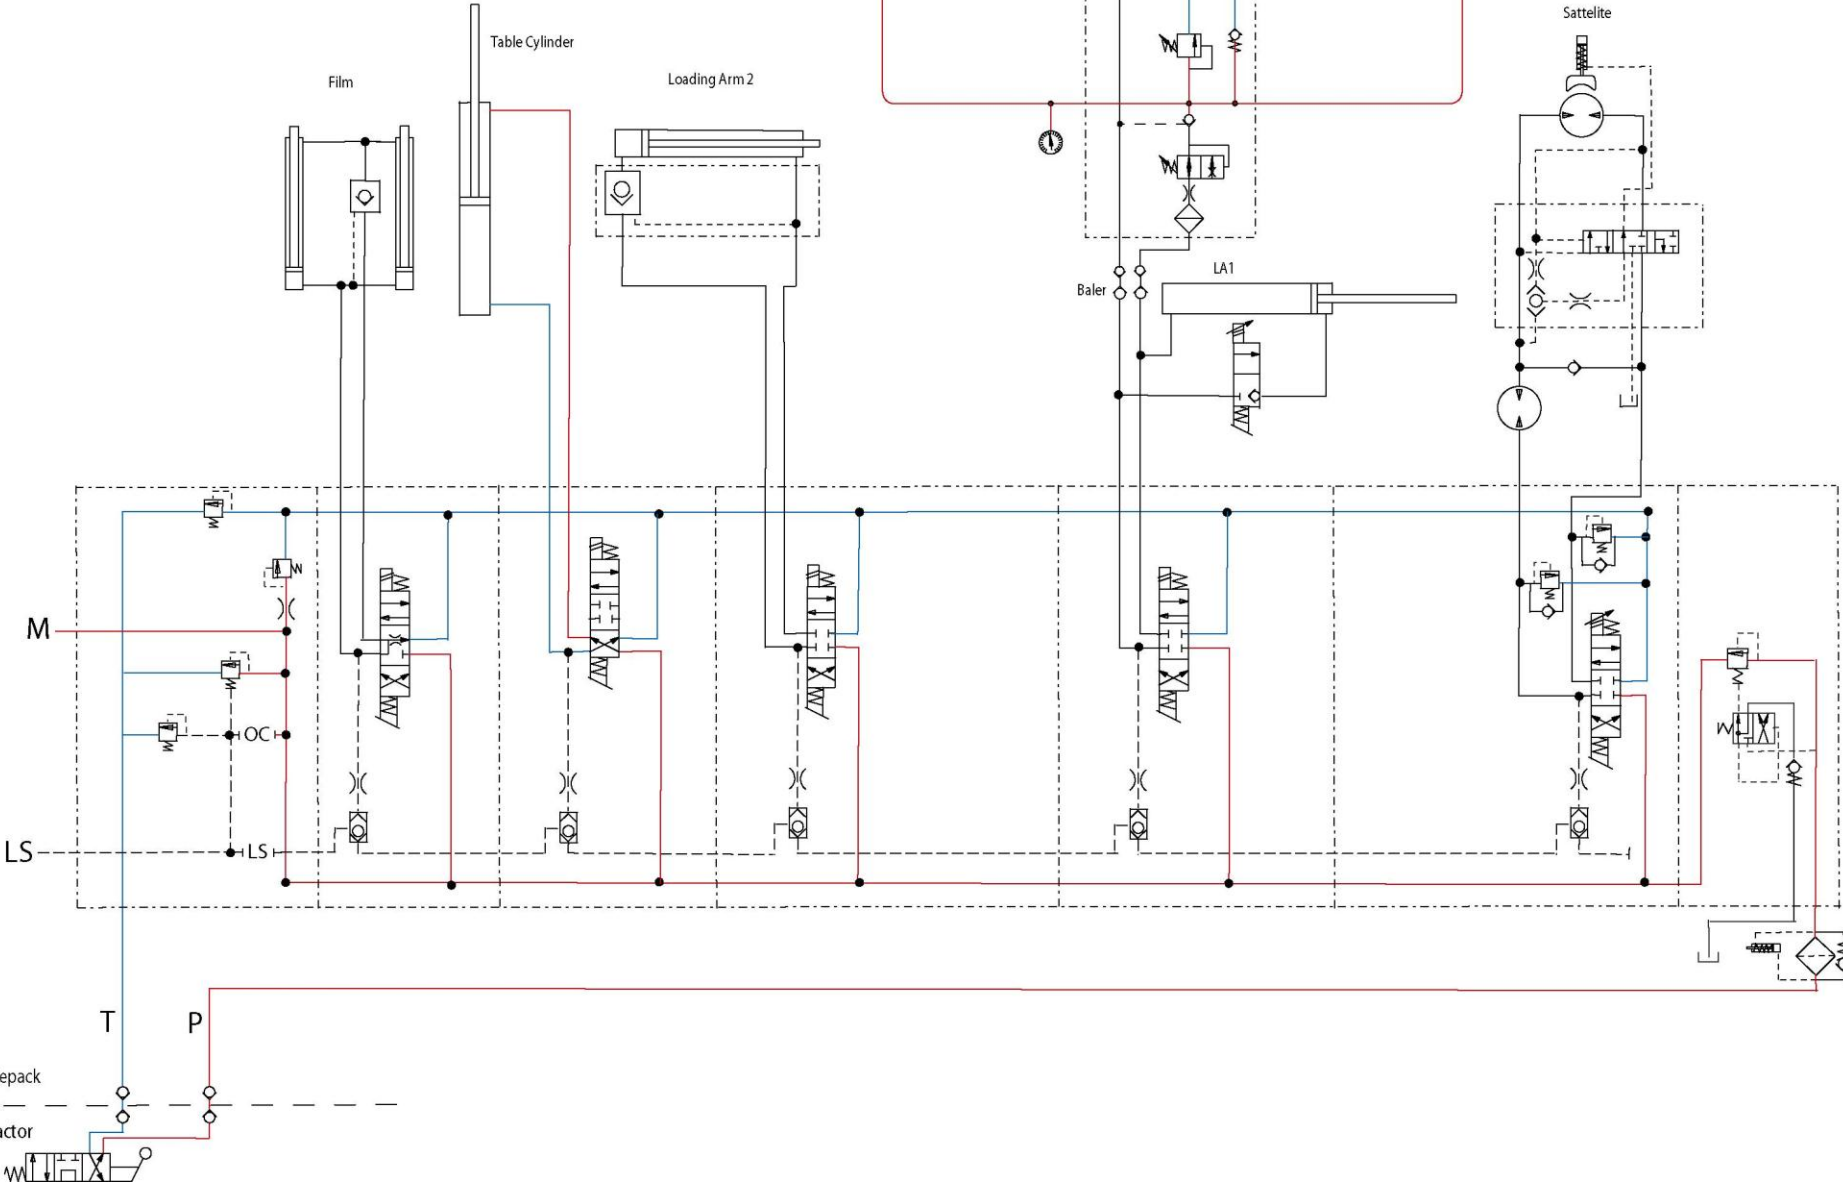 Sattelite
Table Cylinder
Film
Loading Arm 2
LA1
Baler
M
OC
LS
LS
T
P
epack
actor